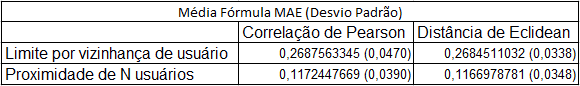 Média Fórmula MAE (Desvio Padrão)
Correlação de Pearson Distância de Eclidean
Limite por vizinhança de usuário 0,2687563345 (0,0470) 0,2684511032 (0,0338)
Proximidade de N usuários 0,1172447669 (0,0390) 0,1166978781 (0,0348)